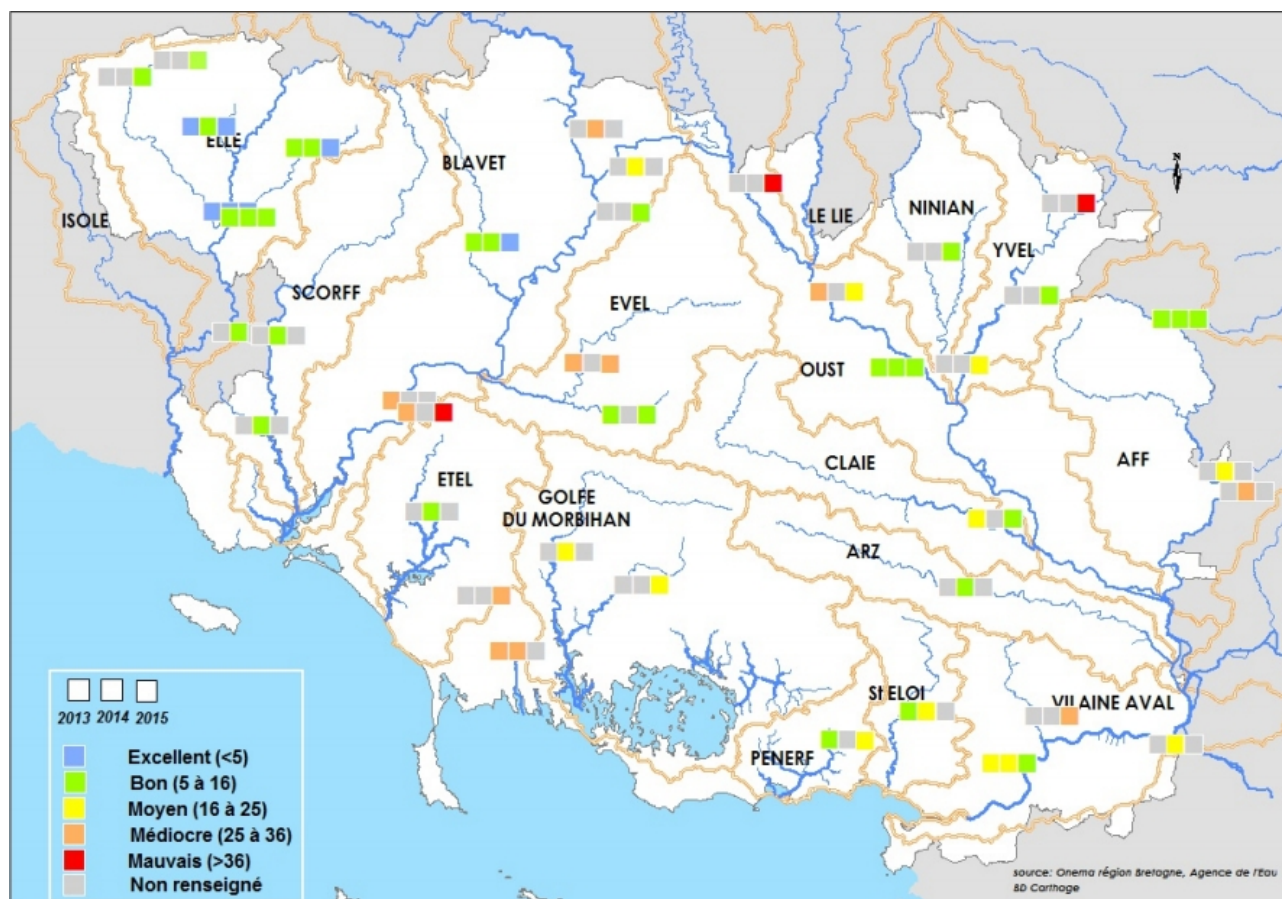 ELLE
BLAVET
ISOLE
LE LIE
NINIAN
YVEL
SCORFF
EVEL
OUST
AFF
CLAIE
ETEL
GOLFE
DU MORBIHAN
ARZ
VILAINE AVAL
PENERF
N
2013 2014 2015
Excellent (<5)
Bon (5 à 16)
Moyen (16 à 25)
Médiocre (25 à 36)
Mauvais (>36)
Non renseigné
source: Onema région Bretagne, Agence de l'Eau
BD Carthage